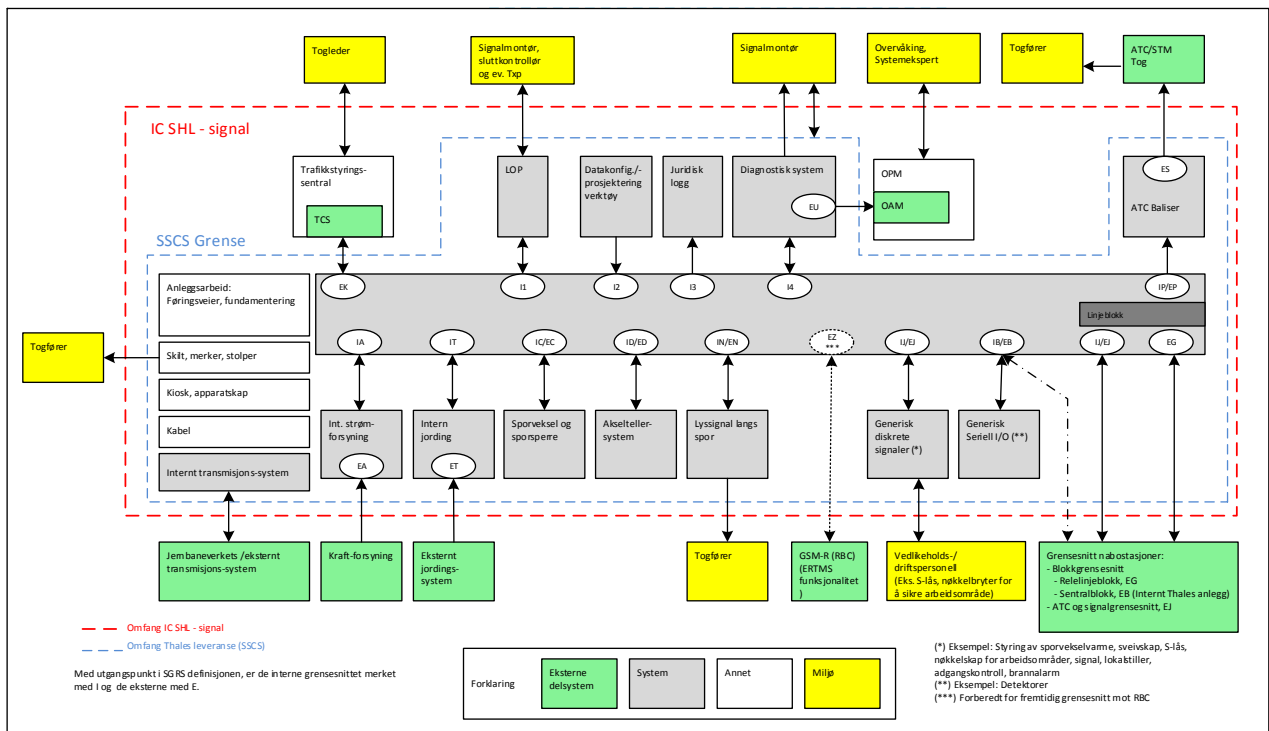 Togleder
Signalmontør,
sluttkontrollør
og ev. Txp
Signalmontør
Overvåking,
Systemekspert
Togfører
ATC/STM
Tog
IC SHL - signal
Trafikkstyrings-
sentral
TCS
LOP
Datakonfig./-
prosjektering
verktøy
Juridisk
logg
Diagnostisk system
EU
OPM
OAM
ES
ATC Baliser
SSCS Grense
Anleggsarbeid:
Føringsveier, fundamentering
EK
I1
I2
I3
I4
IP/EP
Linjeblokk
Togfører
Skilt, merker, stolper
IA
IT
IC/EC
ID/ED
IN/EN
EZ
***
IJ/EJ
IB/EB
IJ/EJ
EG
Kiosk, apparatskap
Kabel
Internt transmisjons-system
Int. strøm-
forsyning
EA
Intern
jording
ET
Sporveksel og
sporsperre
Akselteller-
system
Lyssignal langs
spor
Generisk
diskrete
signaler (*)
Generisk
Seriell I/O (**)
Jernbaneverkets /eksternt
transmisjons-system
Kraft-forsyning
Eksternt
jordings-
system
Togfører
GSM-R (RBC)
(ERTMS
funksjonalitet
)
Vedlikeholds-/
driftspersonell
(Eks. S-lås, nøkkelbryter for
å sikre arbeidsområde)
Grensesnitt nabostasjoner:
- Blokkgrensesnitt
- Relelinjeblokk, EG
- Sentralblokk, EB (Internt Thales anlegg)
- ATC og signalgrensesnitt, EJ
Omfang IC SHL - signal
Omfang Thales leveranse (SSCS)
Med utgangspunkt i SGRS definisjonen, er de interne grensesnittet merket
med I og de eksterne med E.
Forklaring
Eksterne
delsystem
System
Annet
Miljø
(*) Eksempel: Styring av sporvekselvarme, sveivskap, S-lås,
nøkkelskap for arbeidsområder, signal, lokalstiller,
adgangskontroll, brannalarm
(**) Eksempel: Detektorer
(***) Forberedt for fremtidig grensesnitt mot RBC